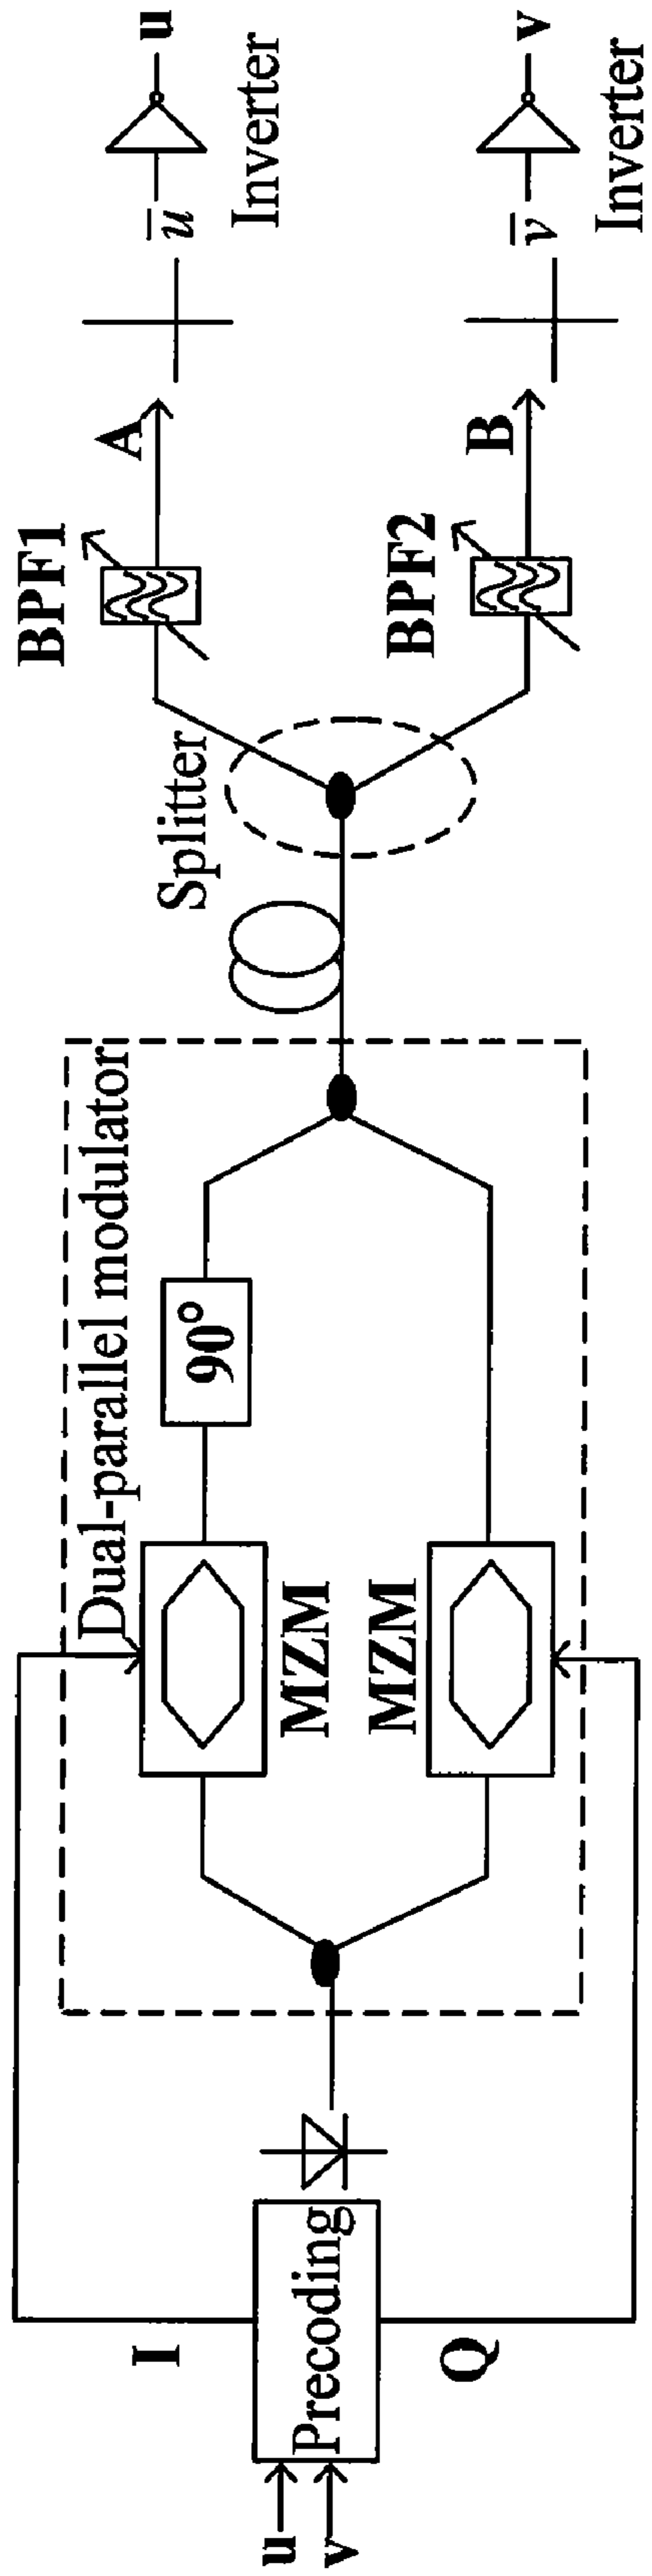 u
v
Precoding
I
Q
Dual-parallel modulator
MZM
90°
MZM
Splitter
BPF1
A
u̅
Inverter
u
BPF2
B
v̅
Inverter
v